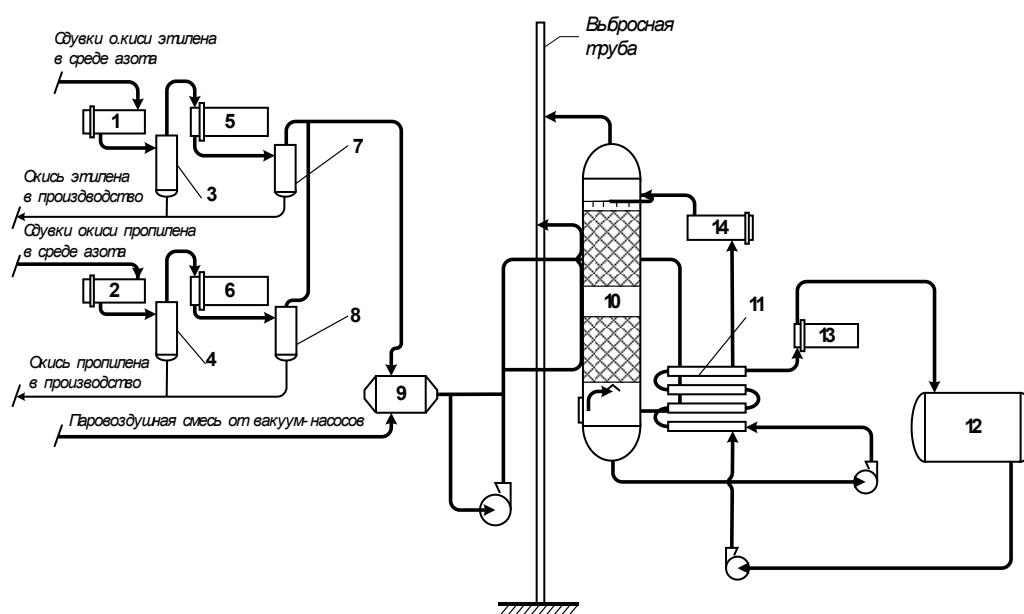 Сдувки о.киси этилена
в среде азота
Выбросная
труба
1
5
7
3
Окись этилена
в произдводство
Сдувки окиси пропилена
в среде азота
14
2
6
10
11
8
13
4
Окись пропилена
в производство
9
12
Паровоздушная смесь от вакуум-насосов